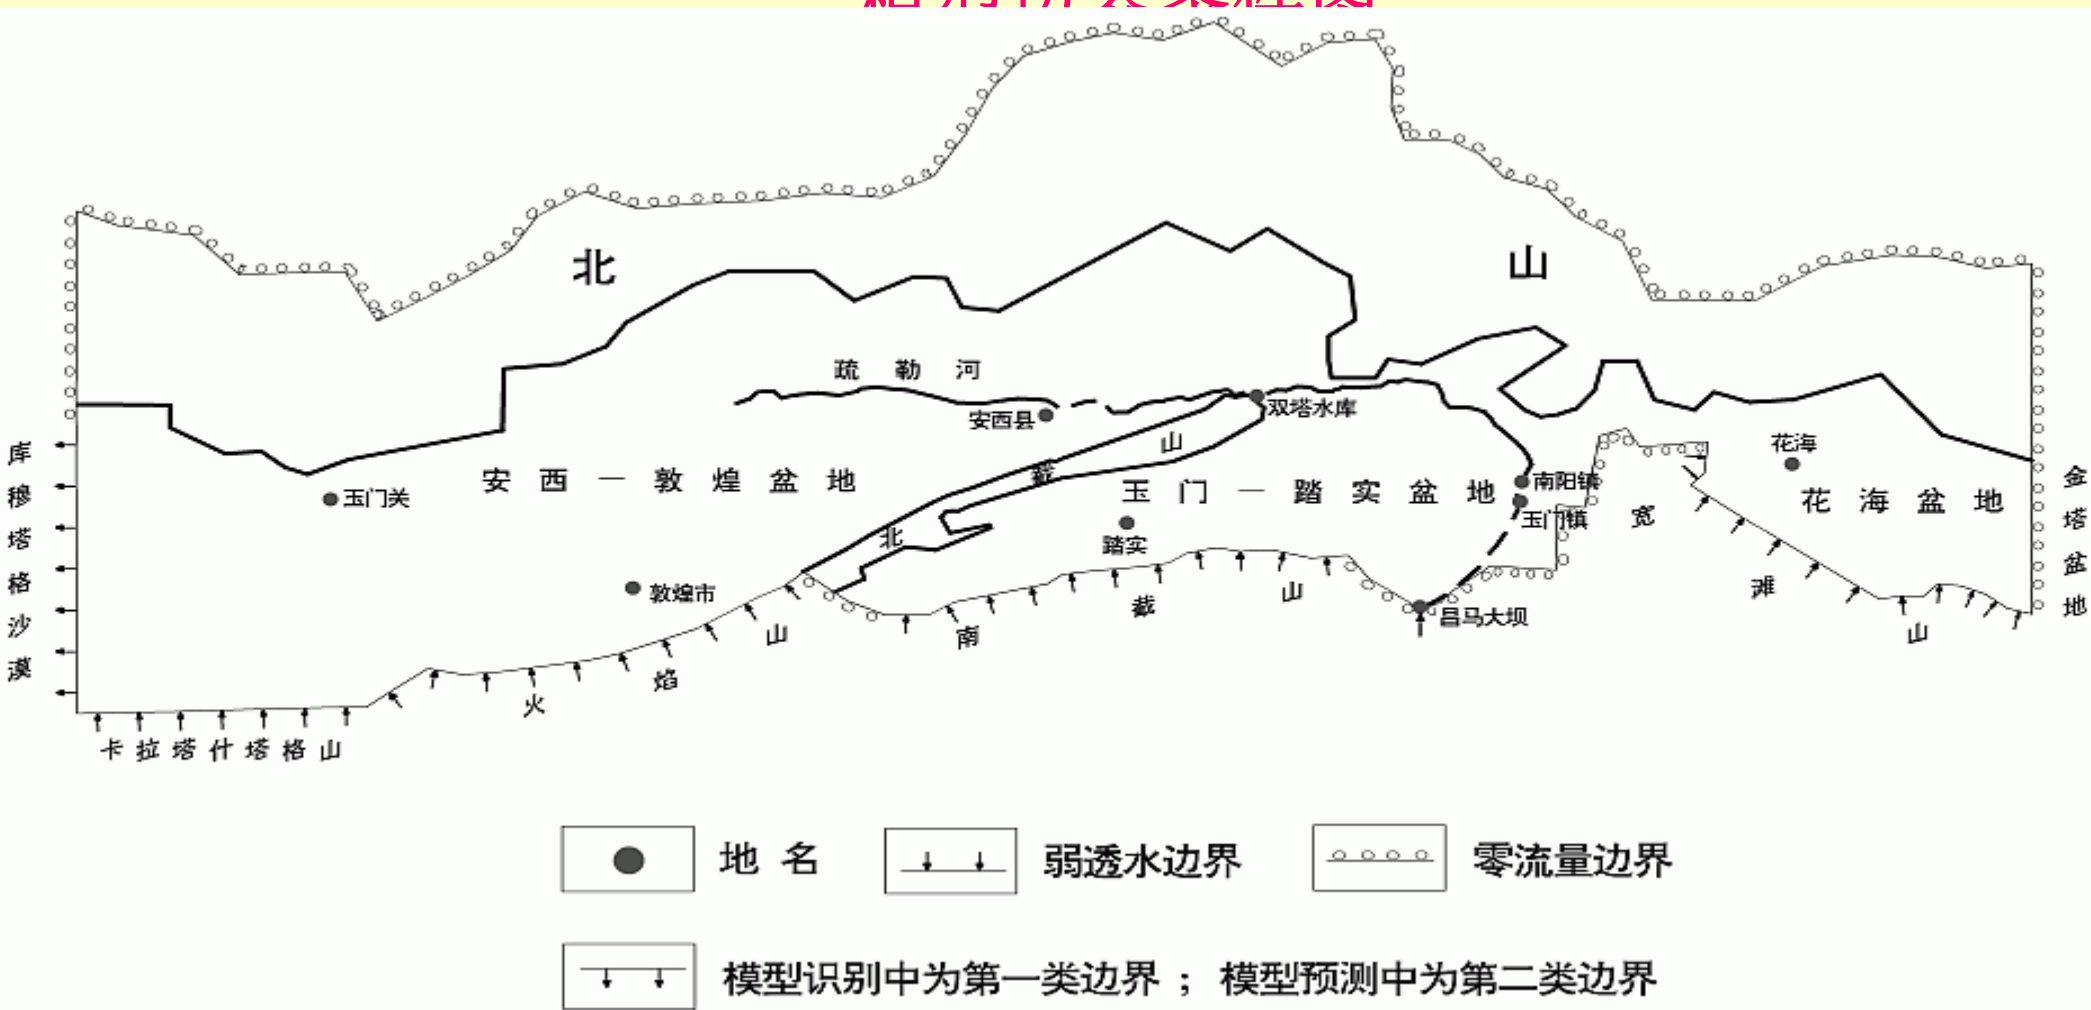 北
山
疏勒河
安西县
双塔水库
山
截
北
安西—敦煌盆地
玉门—踏实盆地
玉门关
敦煌市
踏实
南阳镇
玉门镇
昌马大坝
花海
花海盆地
宽
滩
山
库穆塔格沙漠
金塔盆地
卡拉塔什塔格山
火
焰
山
南
截
山
地名
弱透水边界
零流量边界
模型识别中为第一类边界；模型预测中为第二类边界